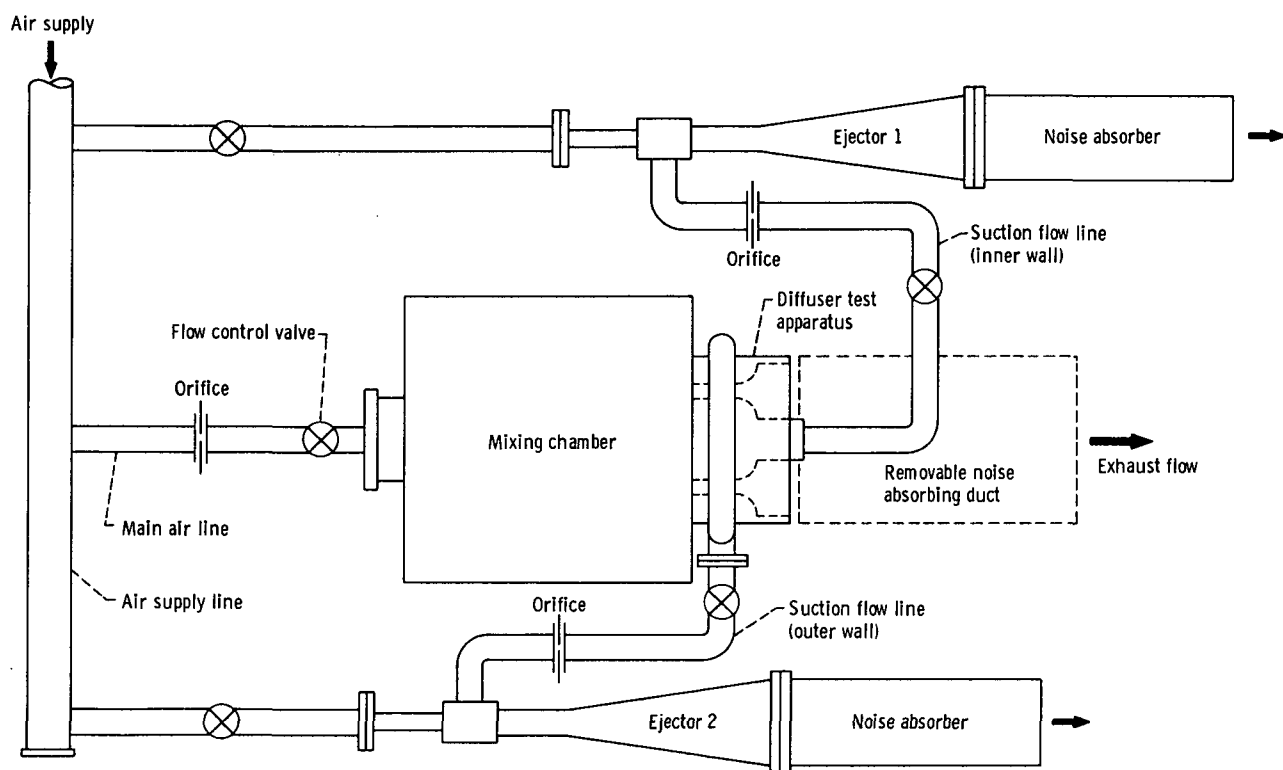 Air supply
Ejector 1
Noise absorber
Orifice
Suction flow line
(inner wall)
Diffuser test
apparatus
Flow control valve
Orifice
Mixing chamber
Removable noise
absorbing duct
Exhaust flow
Main air line
Air supply line
Orifice
Suction flow line
(outer wall)
Ejector 2
Noise absorber